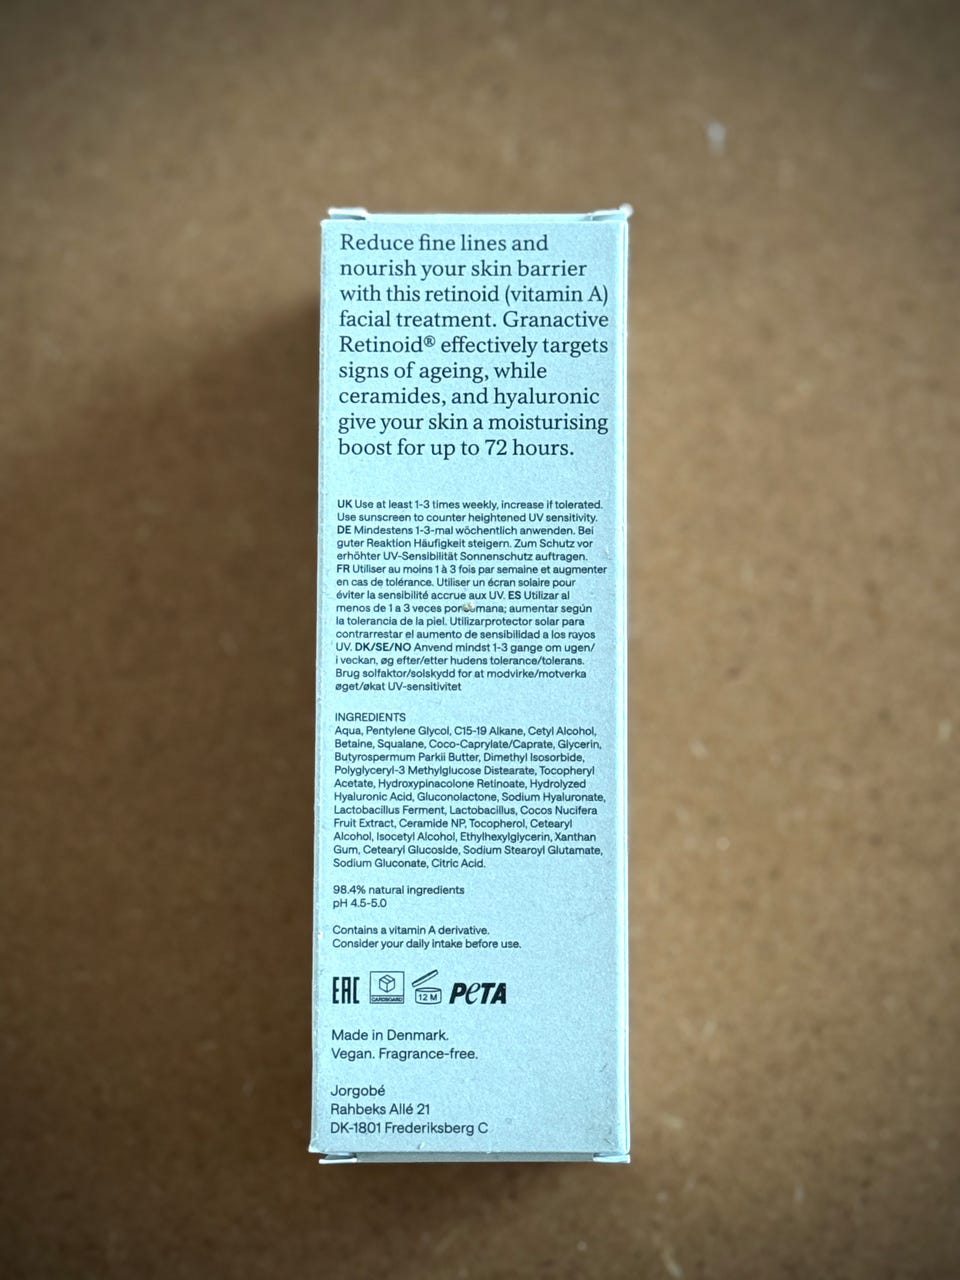 Reduce fine lines and
nourish your skin barrier
with this retinoid (vitamin A)
facial treatment. Granactive
Retinoid® effectively targets
signs of ageing, while
ceramides, and hyaluronic
give your skin a moisturising
boost for up to 72 hours.
UK Use at least 1-3 times weekly, increase if tolerated.
Use sunscreen to counter heightened UV sensitivity.
DE Mindestens 1-3-mal wöchentlich anwenden. Bei
guter Reaktion Häufigkeit steigern. Zum Schutz vor
erhöhter UV-Sensibilität Sonnenschutz auftragen.
FR Utiliser au moins 1 à 3 fois par semaine et augmenter
en cas de tolérance. Utiliser un écran solaire pour
éviter la sensibilité accrue aux UV. ES Utilizar al
menos de 1 a 3 veces por semana; aumentar según
la tolerancia de la piel. Utilizarprotector solar para
contrarrestar el aumento de sensibilidad a los rayos
UV. DK/SE/NO Anvend mindst 1-3 gange om ugen/
i veckan, øg efter/etter hudens tolerance/tolerans.
Brug solfaktor/solskydd for at modvirke/motverka
øget/økat UV-sensitivitet
INGREDIENTS
Aqua, Pentylene Glycol, C15-19 Alkane, Cetyl Alcohol,
Betaine, Squalane, Coco-Caprylate/Caprate, Glycerin,
Butyrospermum Parkii Butter, Dimethyl Isosorbide,
Polyglyceryl-3 Methylglucose Distearate, Tocopheryl
Acetate, Hydroxypinacolone Retinoate, Hydrolyzed
Hyaluronic Acid, Gluconolactone, Sodium Hyaluronate,
Lactobacillus Ferment, Lactobacillus, Cocos Nucifera
Fruit Extract, Ceramide NP, Tocopherol, Cetearyl
Alcohol, Isocetyl Alcohol, Ethylhexylglycerin, Xanthan
Gum, Cetearyl Glucoside, Sodium Stearoyl Glutamate,
Sodium Gluconate, Citric Acid.
98.4% natural ingredients
pH 4.5-5.0
Contains a vitamin A derivative.
Consider your daily intake before use.
EAC CARDBOARD 12 M PETA
Made in Denmark.
Vegan. Fragrance-free.
Jorgobé
Rahbeks Allé 21
DK-1801 Frederiksberg C